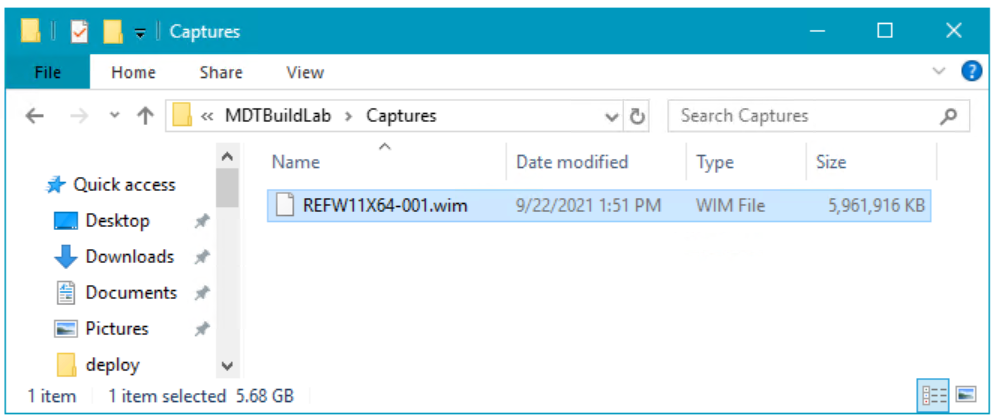 Captures
File Home Share View
« MDTBuildLab > Captures Search Captures
Name Date modified Type Size
Quick access
REFW11X64-001.wim 9/22/2021 1:51 PM WIM File 5,961,916 KB
Desktop
Downloads
Documents
Pictures
deploy
1 item 1 item selected 5.68 GB